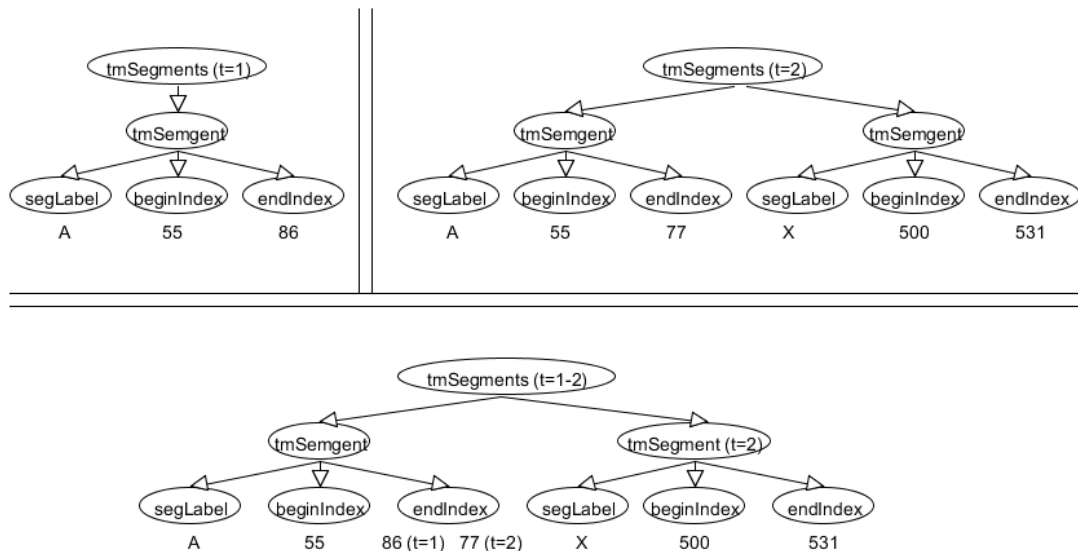 tmSegments (t=1)
tmSemgent
segLabel beginIndex endIndex
A 55 86
tmSegments (t=2)
tmSemgent tmSemgent
segLabel beginIndex endIndex segLabel beginIndex endIndex
A 55 77 X 500 531
tmSegments (t=1-2)
tmSemgent tmSegment (t=2)
segLabel beginIndex endIndex segLabel beginIndex endIndex
A 55 86 (t=1) 77 (t=2) X 500 531